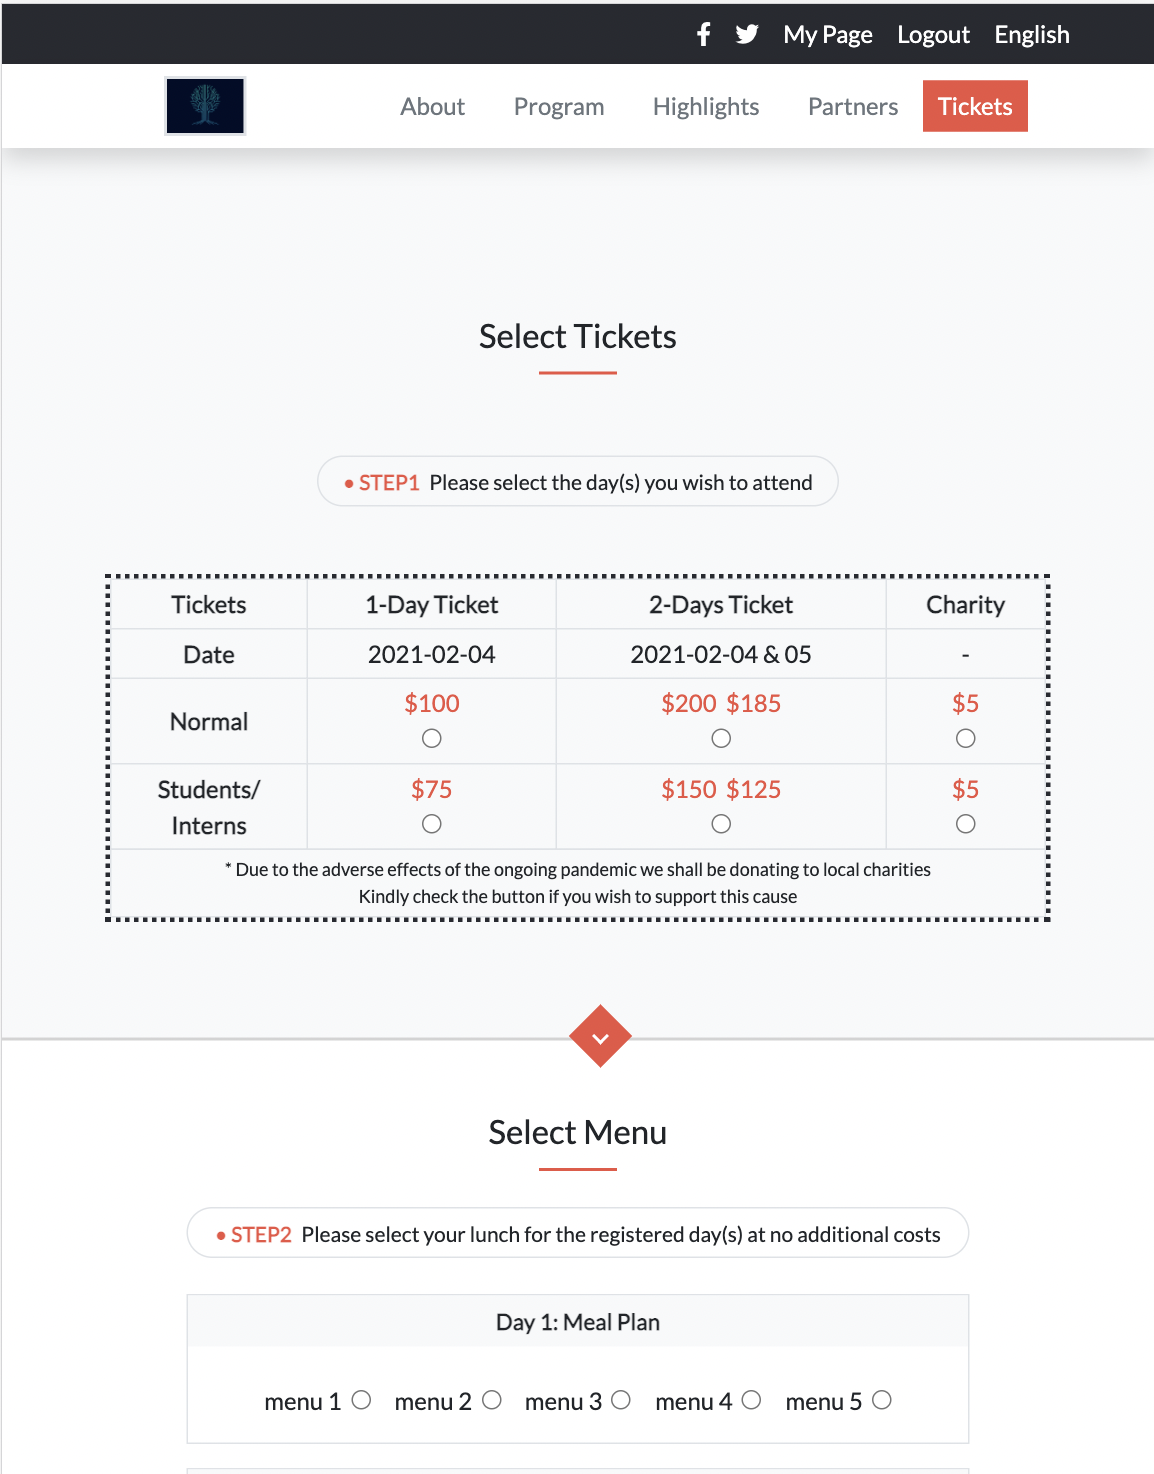 My Page Logout English
About Program Highlights Partners Tickets
Select Tickets
• STEP1 Please select the day(s) you wish to attend
Tickets 1-Day Ticket 2-Days Ticket Charity
Date 2021-02-04 2021-02-04 & 05 -
Normal $100 $200 $185 $5
Students/
Interns $75 $150 $125 $5
* Due to the adverse effects of the ongoing pandemic we shall be donating to local charities
Kindly check the button if you wish to support this cause
Select Menu
• STEP2 Please select your lunch for the registered day(s) at no additional costs
Day 1: Meal Plan
menu 1 menu 2 menu 3 menu 4 menu 5